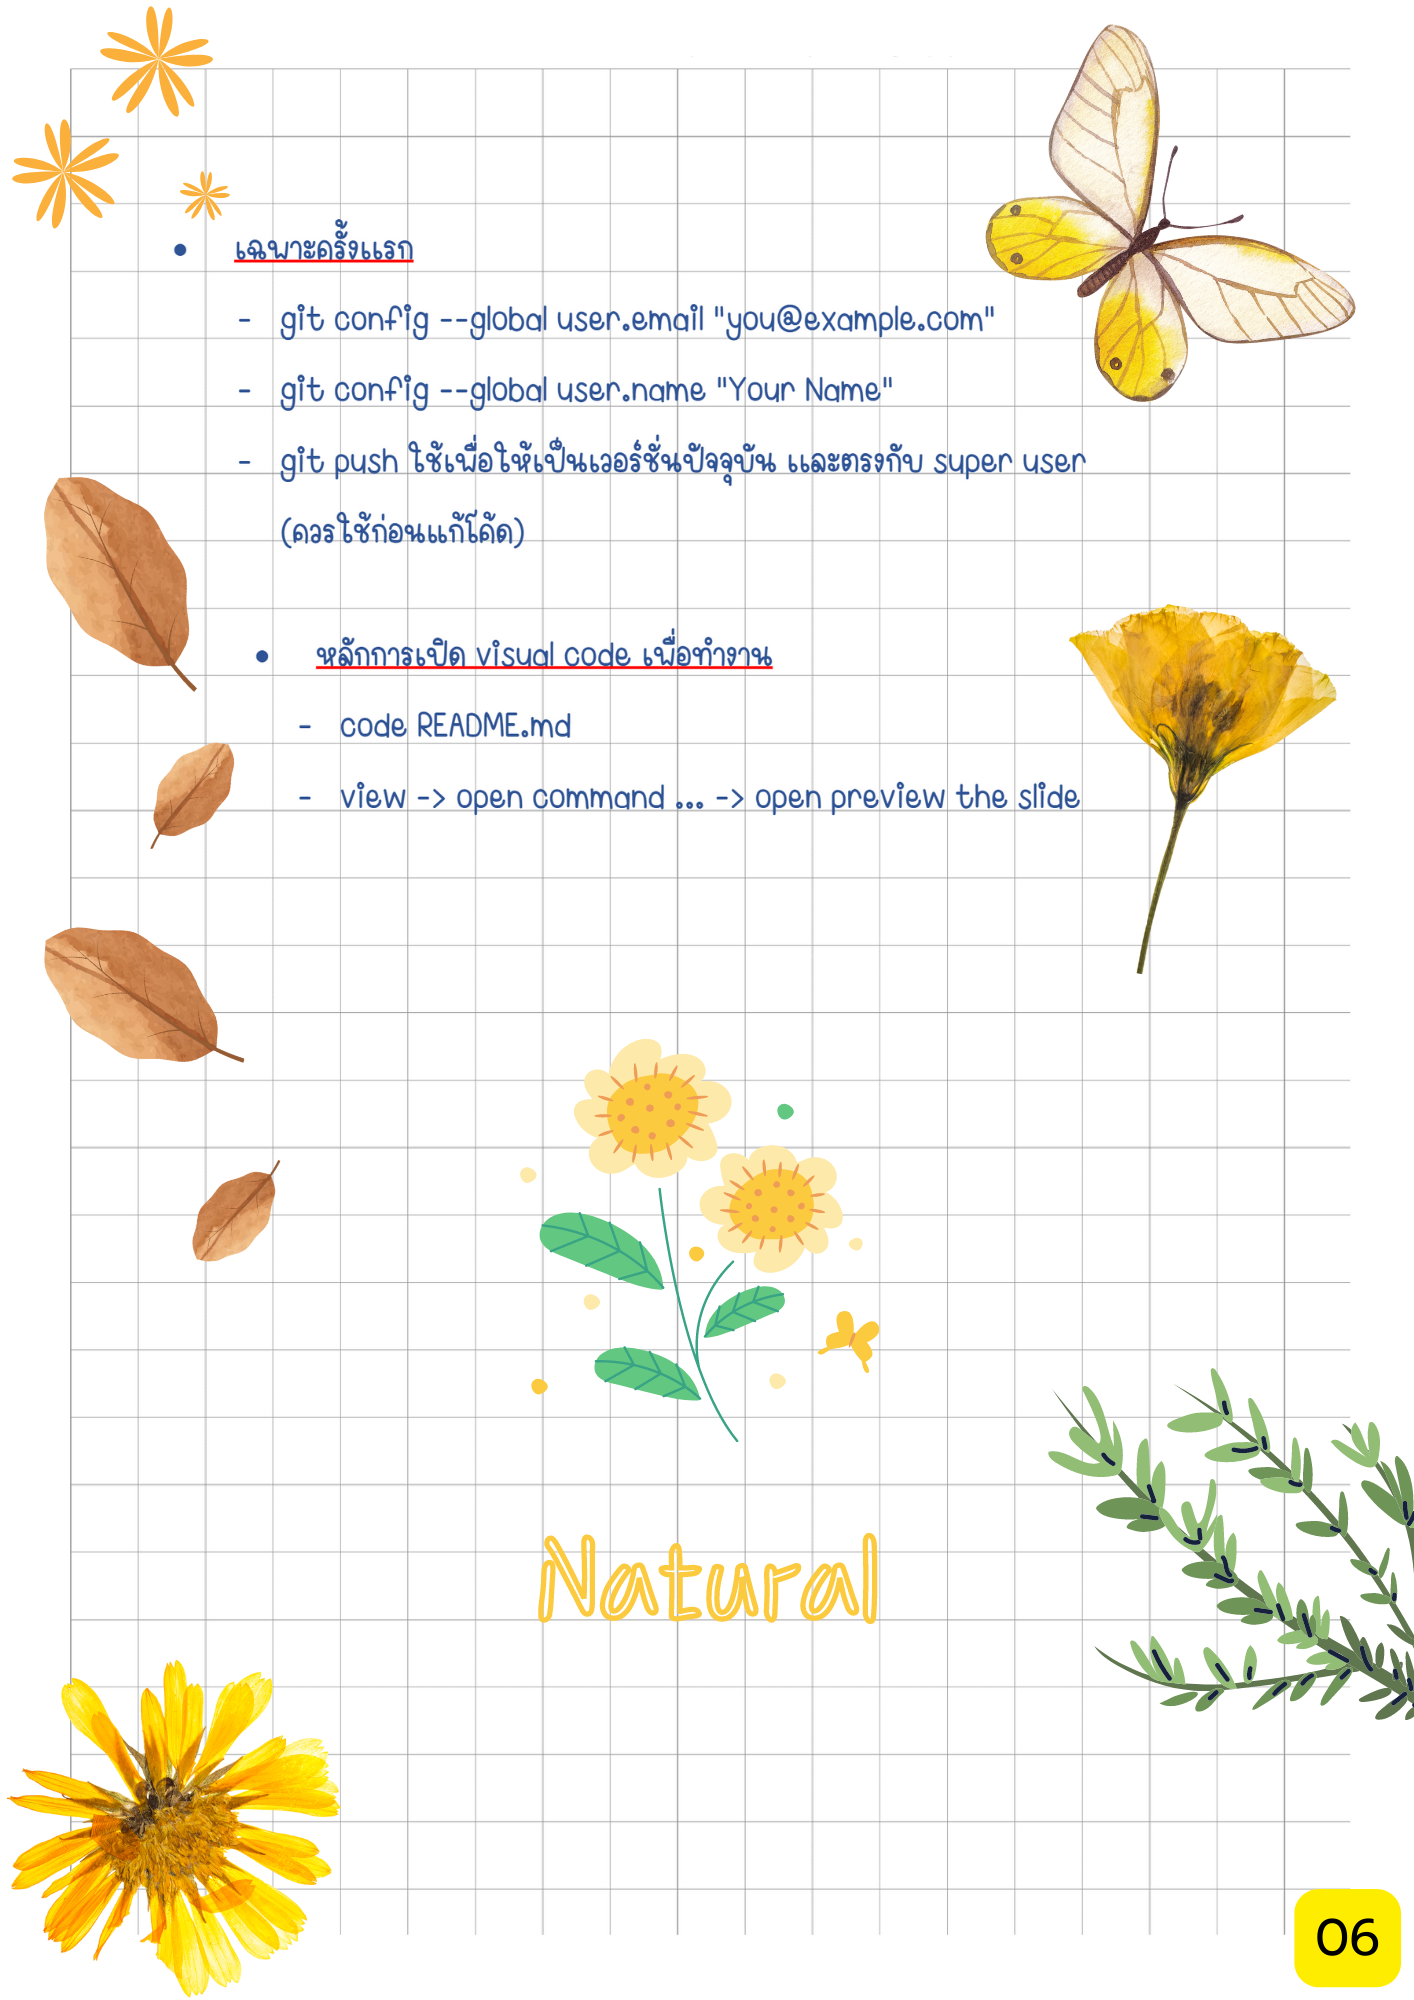 • เฉพาะครั้งแรก
- git config --global user.email "you@example.com"
- git config --global user.name "Your Name"
- git push ใช้เพื่อให้เป็นเวอร์ชั่นปัจจุบัน และตรงกับ super user
(ควรใช้ก่อนแก้โค้ด)
• หลักการเปิด visual code เพื่อทำงาน
- code README.md
- view -> open command ... -> open preview the slide
Natural
06